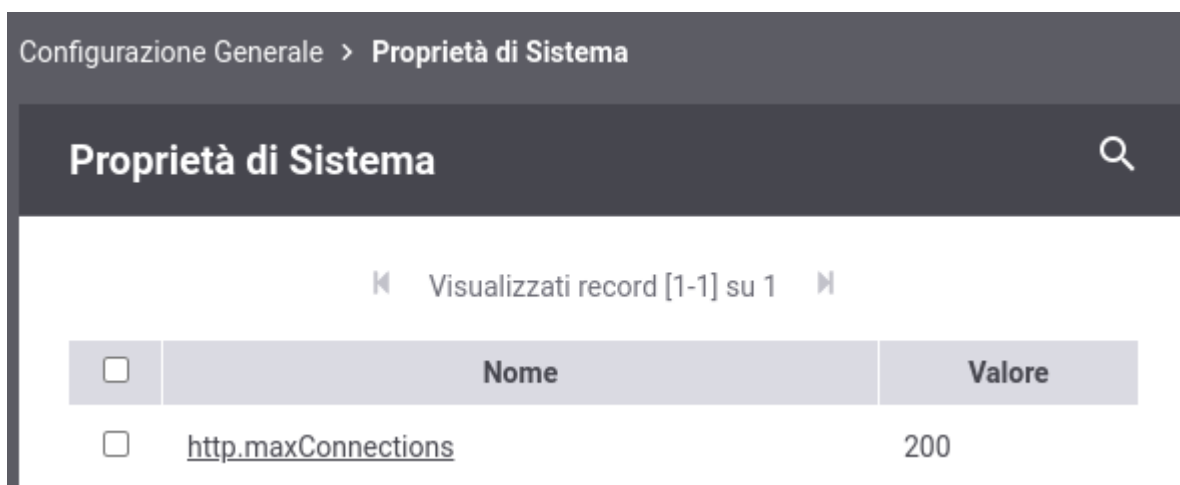 Configurazione Generale > Proprietà di Sistema
Proprietà di Sistema
Visualizzati record [1-1] su 1
Nome Valore
http.maxConnections 200